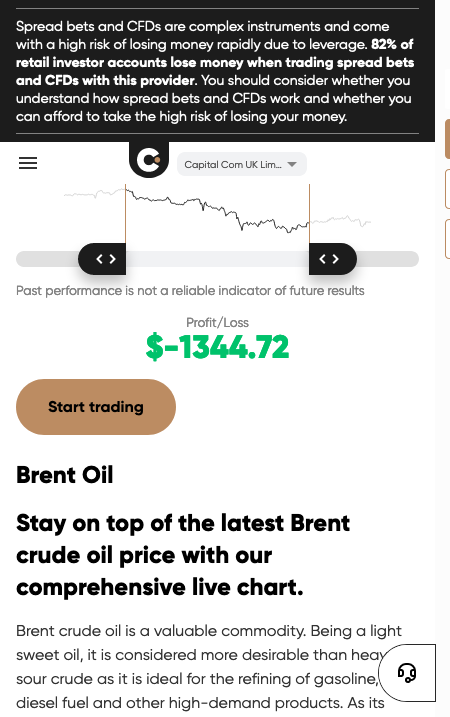 Spread bets and CFDs are complex instruments and come
with a high risk of losing money rapidly due to leverage. 82% of
retail investor accounts lose money when trading spread bets
and CFDs with this provider. You should consider whether you
understand how spread bets and CFDs work and whether you
can afford to take the high risk of losing your money.
Capital Com UK Lim...
Past performance is not a reliable indicator of future results
Profit/Loss
$-1344.72
Start trading
Brent Oil
Stay on top of the latest Brent
crude oil price with our
comprehensive live chart.
Brent crude oil is a valuable commodity. Being a light
sweet oil, it is considered more desirable than
sour crude as it is ideal for the refining of gasoline,
diesel fuel and other high-demand products. As its